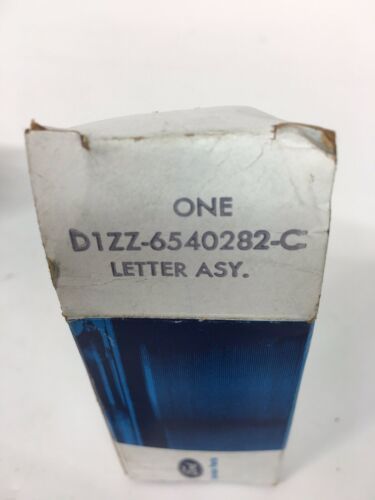 ONE
D1ZZ-6540282-C
LETTER ASY.